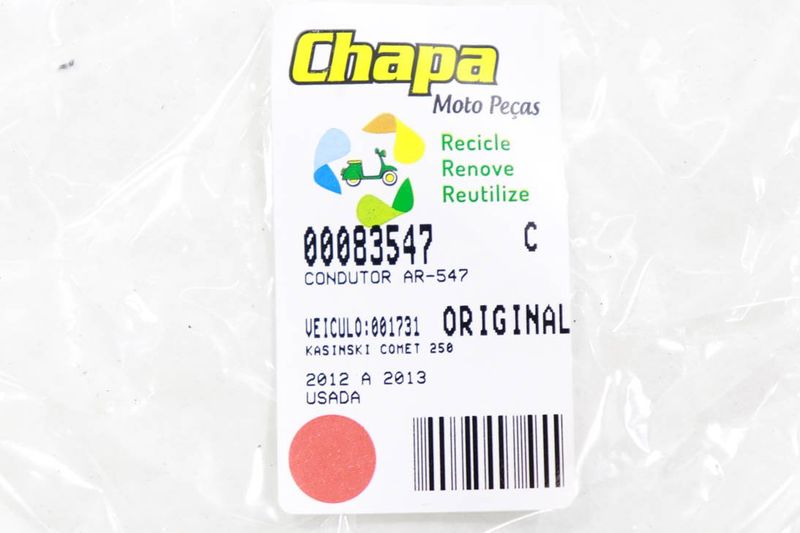 Chapa
Moto Peças
Recicle
Renove
Reutilize
00083547 C
CONDUTOR AR-547
VEICULO:001731 ORIGINAL
KASINSKI COMET 250
2012 A 2013
USADA